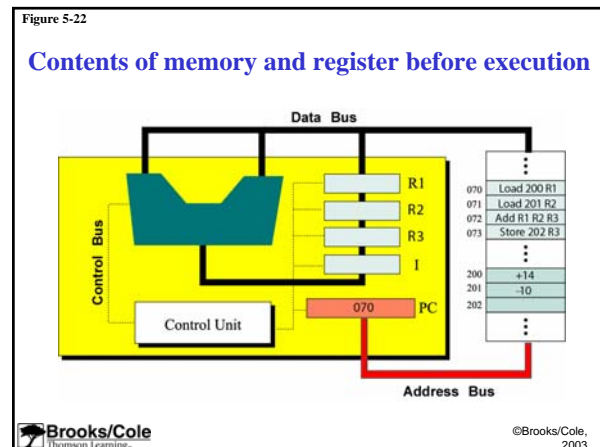 Figure 5-22
Contents of memory and register before execution
Data Bus
R1
R2
R3
I
070 PC
Control Bus
Control Unit
070 Load 200 R1
071 Load 201 R2
072 Add R1 R2 R3
073 Store 202 R3
200 +14
201 -10
202
Address Bus
Brooks/Cole
Thomson Learning™
©Brooks/Cole,
2003